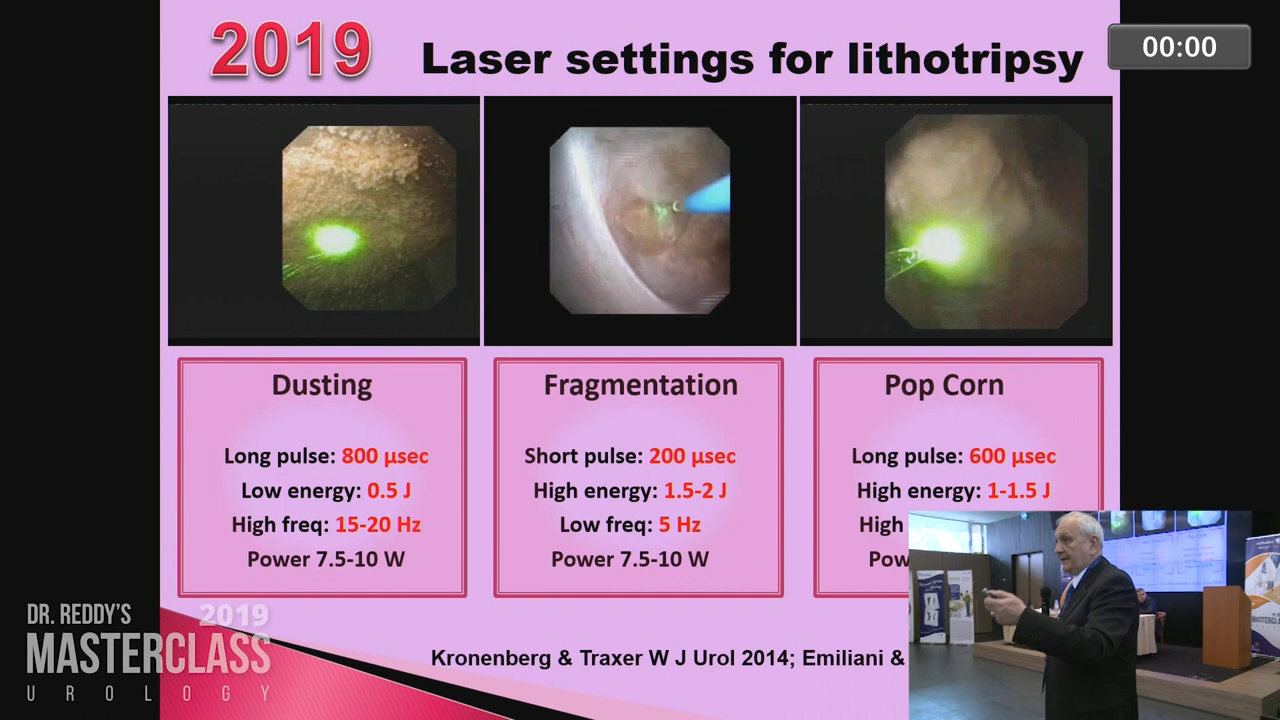 2019
Laser settings for lithotripsy
00:00
Dusting
Long pulse: 800 µsec
Low energy: 0.5 J
High freq: 15-20 Hz
Power 7.5-10 W
Fragmentation
Short pulse: 200 µsec
High energy: 1.5-2 J
Low freq: 5 Hz
Power 7.5-10 W
Pop Corn
Long pulse: 600 µsec
High energy: 1-1.5 J
High
Pow
Kronenberg & Traxer W J Urol 2014; Emiliani &
DR. REDDY'S 2019
MASTERCLASS
UROLOGY